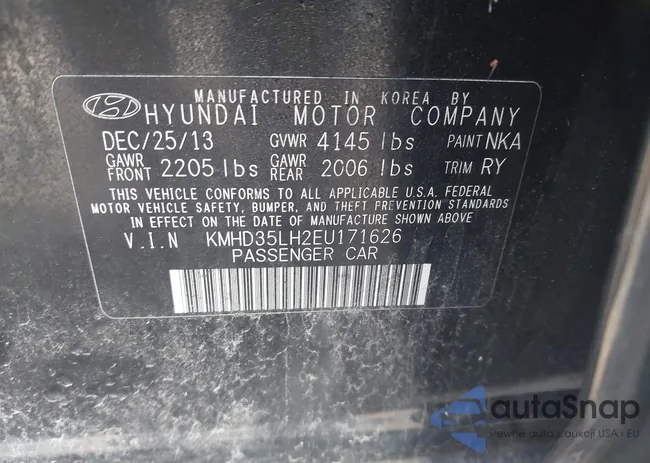 MANUFACTURED IN KOREA BY
HYUNDAI MOTOR COMPANY
DEC/25/13 GVWR 4145 lbs PAINT NKA
GAWR FRONT 2205 lbs GAWR REAR 2006 lbs TRIM RY
THIS VEHICLE CONFORMS TO ALL APPLICABLE U.S.A. FEDERAL
MOTOR VEHICLE SAFETY, BUMPER, AND THEFT PREVENTION STANDARDS
IN EFFECT ON THE DATE OF MANUFACTURE SHOWN ABOVE
V.I.N KMHD35LH2EU171626
PASSENGER CAR
autoSnap
Pewne auta z aukcji USA i EU